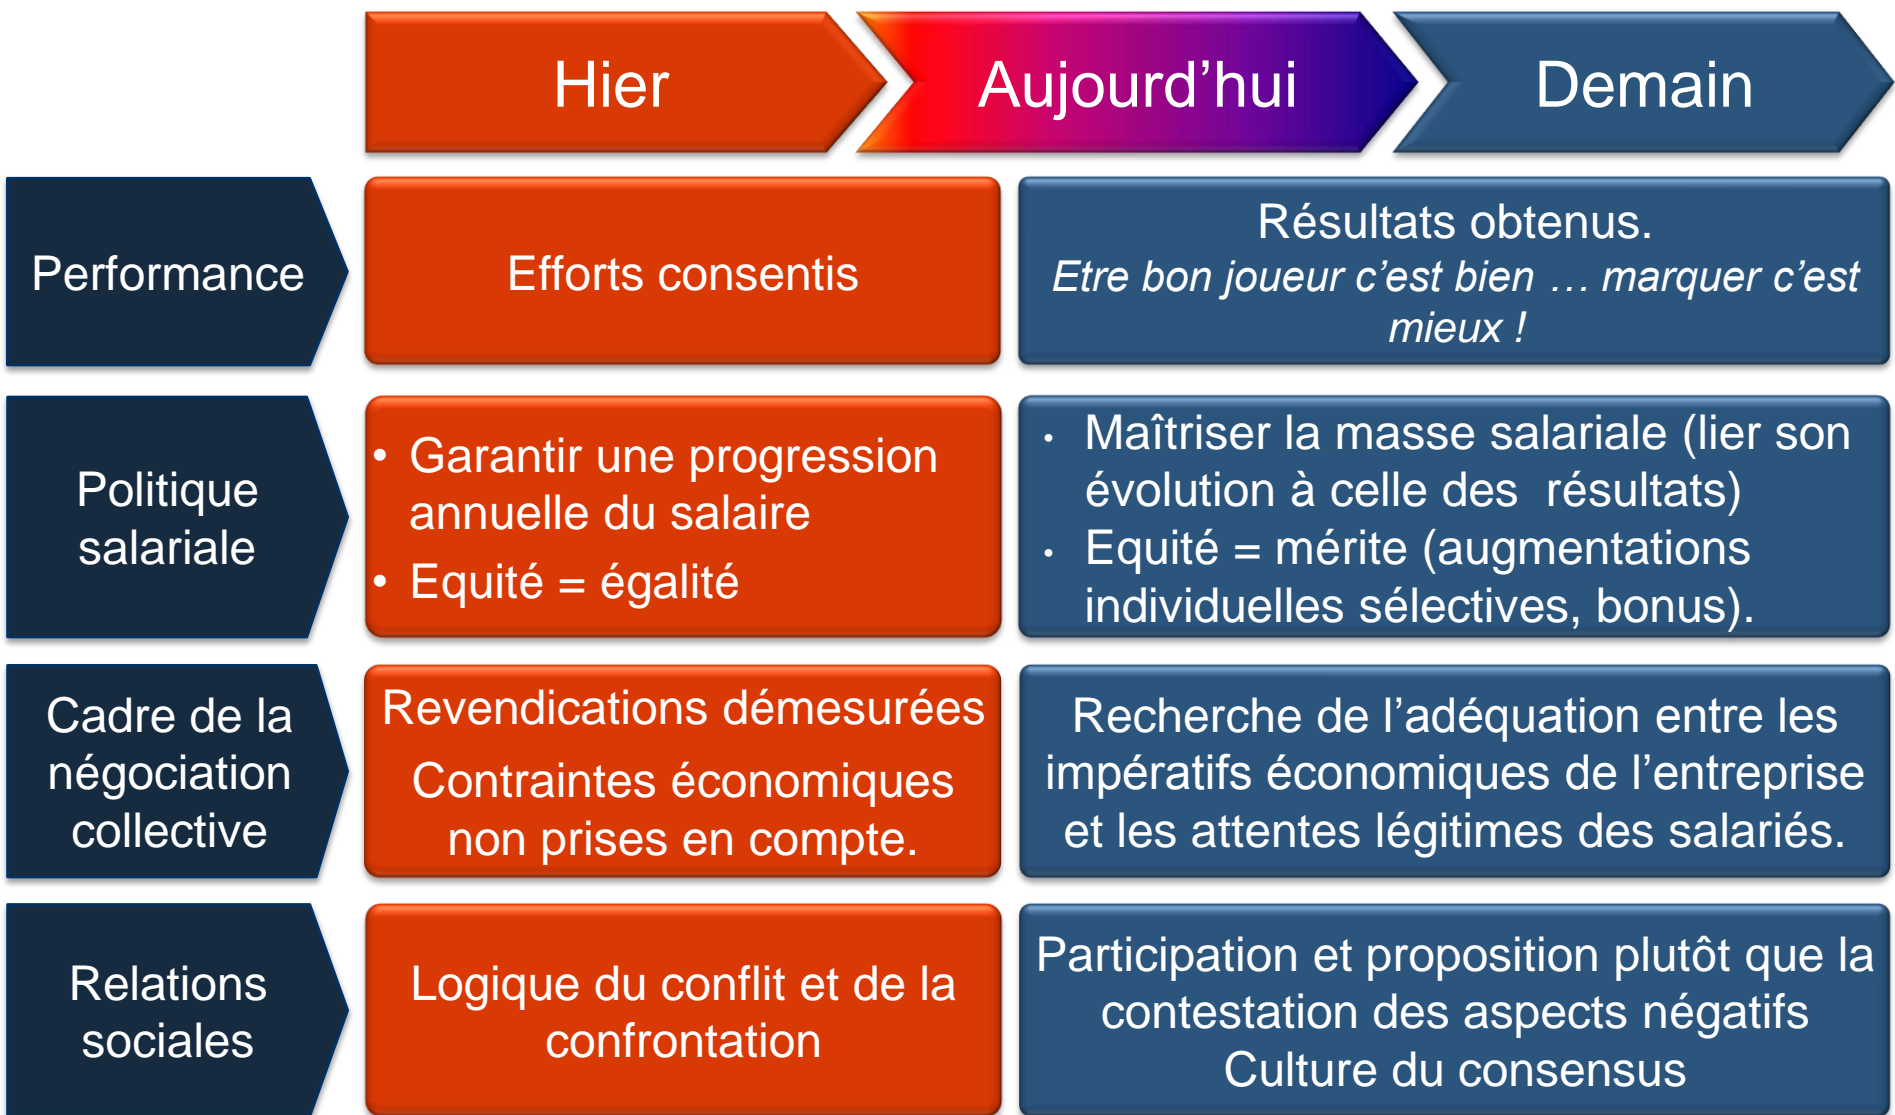 Hier
Aujourd’hui
Demain
Performance
Efforts consentis
Résultats obtenus.
Etre bon joueur c’est bien … marquer c’est
mieux !
Politique
salariale
• Garantir une progression
annuelle du salaire
• Equité = égalité
• Maîtriser la masse salariale (lier son
évolution à celle des résultats)
• Equité = mérite (augmentations
individuelles sélectives, bonus).
Cadre de la
négociation
collective
Revendications démesurées
Contraintes économiques
non prises en compte.
Recherche de l’adéquation entre les
impératifs économiques de l’entreprise
et les attentes légitimes des salariés.
Relations
sociales
Logique du conflit et de la
confrontation
Participation et proposition plutôt que la
contestation des aspects négatifs
Culture du consensus